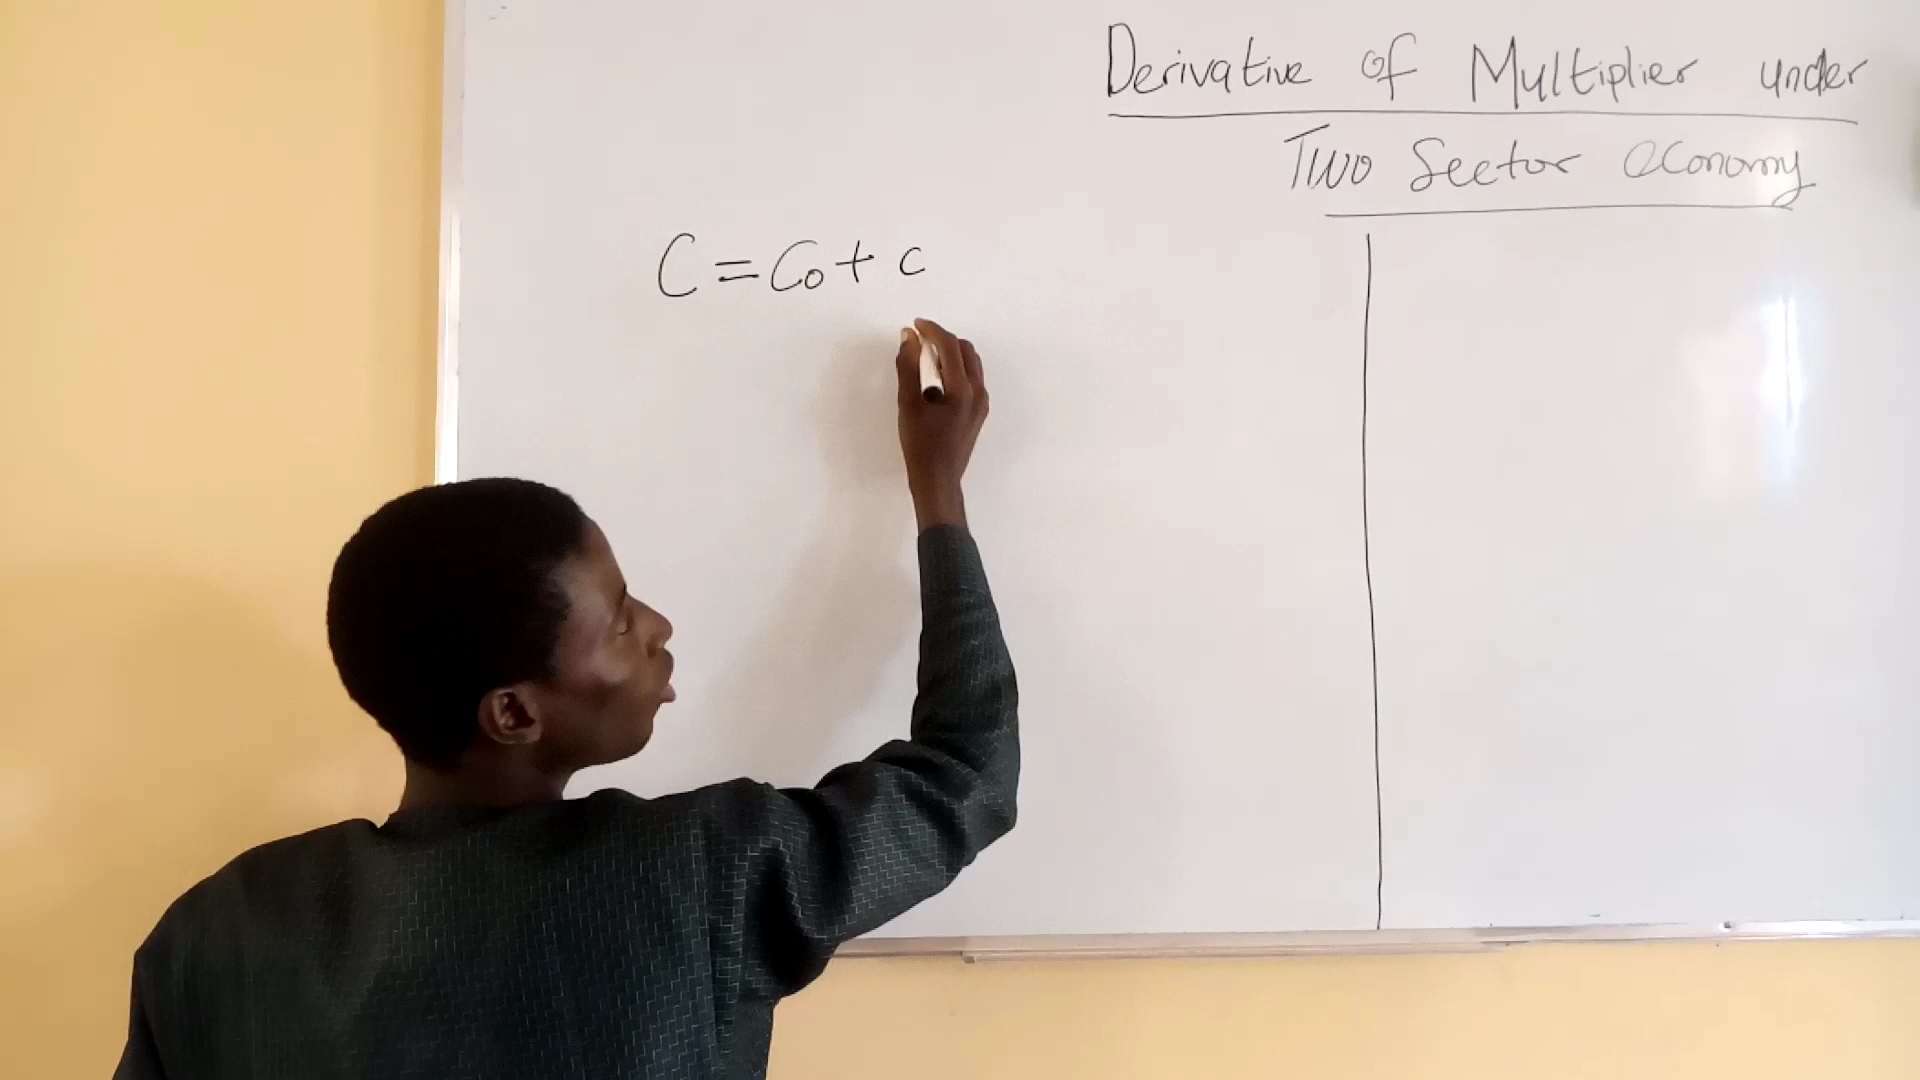 Derivative of Multiplier under
Two Sector economy
C = Co + c